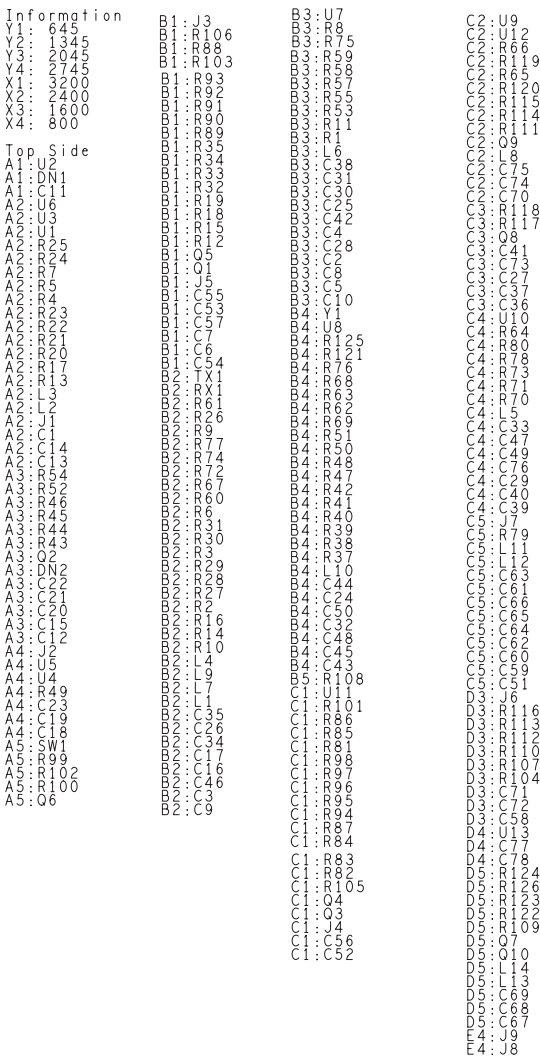 Information
Y1: 645
Y2: 1345
Y3: 2045
Y4: 2745
X1: 3200
X2: 2400
X3: 1600
X4: 800
Top Side
A1:U2
A1:DN1
A1:C11
A2:U6
A2:U3
A2:U1
A2:R25
A2:R24
A2:R7
A2:R5
A2:R4
A2:R23
A2:R22
A2:R21
A2:R20
A2:R17
A2:R13
A2:L3
A2:L2
A2:J1
A2:C1
A2:C14
A2:C13
A3:R54
A3:R52
A3:R46
A3:R45
A3:R44
A3:R43
A3:Q2
A3:DN2
A3:C22
A3:C21
A3:C20
A3:C15
A3:C12
A4:J2
A4:U5
A4:U4
A4:R49
A4:C23
A4:C19
A4:C18
A5:SW1
A5:R99
A5:R102
A5:R100
A5:Q6
B1:J3
B1:R106
B1:R88
B1:R103
B1:R93
B1:R92
B1:R91
B1:R90
B1:R89
B1:R35
B1:R34
B1:R33
B1:R32
B1:R19
B1:R18
B1:R15
B1:R12
B1:Q5
B1:Q1
B1:J5
B1:C55
B1:C53
B1:C57
B1:C7
B1:C6
B1:C54
B2:TX1
B2:RX1
B2:R61
B2:R26
B2:R9
B2:R77
B2:R74
B2:R72
B2:R67
B2:R60
B2:R6
B2:R31
B2:R30
B2:R3
B2:R29
B2:R28
B2:R27
B2:R2
B2:R16
B2:R14
B2:R10
B2:L4
B2:L9
B2:L7
B2:L1
B2:C35
B2:C26
B2:C34
B2:C17
B2:C16
B2:C46
B2:C3
B2:C9
B3:U7
B3:R8
B3:R75
B3:R59
B3:R58
B3:R57
B3:R55
B3:R53
B3:R11
B3:R1
B3:L6
B3:C38
B3:C31
B3:C30
B3:C25
B3:C42
B3:C4
B3:C28
B3:C2
B3:C8
B3:C5
B3:C10
B4:Y1
B4:U8
B4:R125
B4:R121
B4:R76
B4:R68
B4:R63
B4:R62
B4:R69
B4:R51
B4:R50
B4:R48
B4:R47
B4:R42
B4:R41
B4:R40
B4:R39
B4:R38
B4:R37
B4:L10
B4:C44
B4:C24
B4:C50
B4:C32
B4:C48
B4:C45
B4:C43
B5:R108
C1:U11
C1:R101
C1:R86
C1:R85
C1:R81
C1:R98
C1:R97
C1:R96
C1:R95
C1:R94
C1:R87
C1:R84
C1:R83
C1:R82
C1:R105
C1:Q4
C1:Q3
C1:J4
C1:C56
C1:C52
C2:U9
C2:U12
C2:R66
C2:R119
C2:R65
C2:R120
C2:R115
C2:R114
C2:R111
C2:Q9
C2:L8
C2:C75
C2:C74
C2:C70
C3:R118
C3:R117
C3:Q8
C3:C41
C3:C73
C3:C27
C3:C37
C3:C36
C4:U10
C4:R64
C4:R80
C4:R78
C4:R73
C4:R71
C4:R70
C4:L5
C4:C33
C4:C47
C4:C49
C4:C76
C4:C29
C4:C40
C4:C39
C5:J7
C5:R79
C5:L11
C5:L12
C5:C63
C5:C61
C5:C66
C5:C65
C5:C64
C5:C62
C5:C60
C5:C59
C5:C51
D3:J6
D3:R116
D3:R113
D3:R112
D3:R110
D3:R107
D3:R104
D3:C71
D3:C72
D3:C58
D4:U13
D4:C77
D4:C78
D5:R124
D5:R126
D5:R123
D5:R122
D5:R109
D5:Q7
D5:Q10
D5:L14
D5:L13
D5:C69
D5:C68
D5:C67
E4:J9
E4:J8